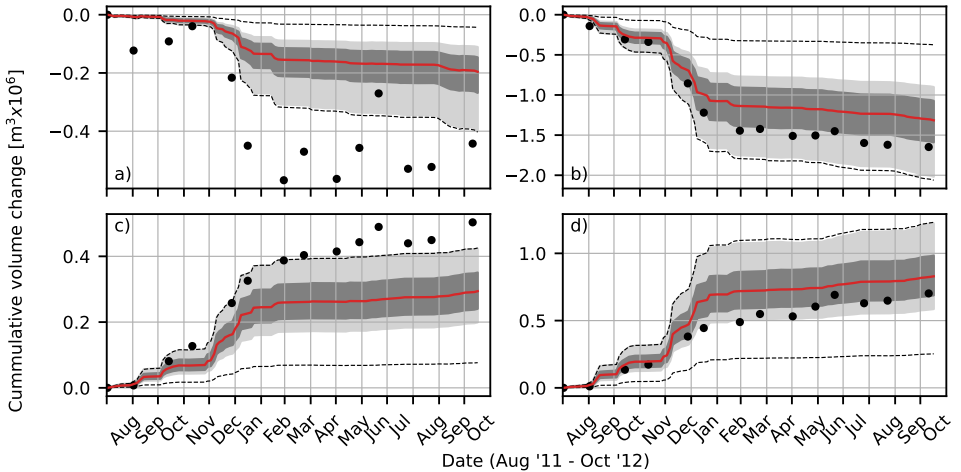 Cummulative volume change [m³x10⁶]
0.0
−0.2
−0.4
a)
0.0
−0.5
−1.0
−1.5
−2.0
b)
c)
0.4
0.2
0.0
d)
1.0
0.5
0.0
Aug Sep Oct Nov Dec Jan Feb Mar Apr May Jun Jul Aug Sep Oct
Aug Sep Oct Nov Dec Jan Feb Mar Apr May Jun Jul Aug Sep Oct
Date (Aug '11 - Oct '12)